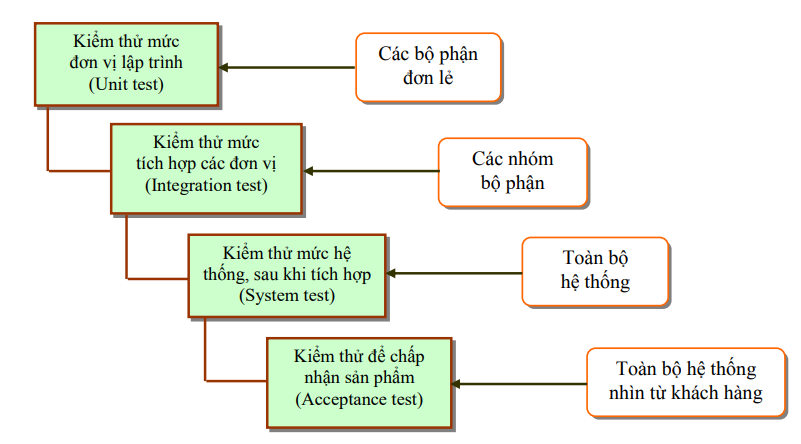 Kiểm thử mức
đơn vị lập trình
(Unit test)
Các bộ phận
đơn lẻ
Kiểm thử mức
tích hợp các đơn vị
(Integration test)
Các nhóm
bộ phận
Kiểm thử mức hệ
thống, sau khi tích hợp
(System test)
Toàn bộ
hệ thống
Kiểm thử để chấp
nhận sản phẩm
(Acceptance test)
Toàn bộ hệ thống
nhìn từ khách hàng